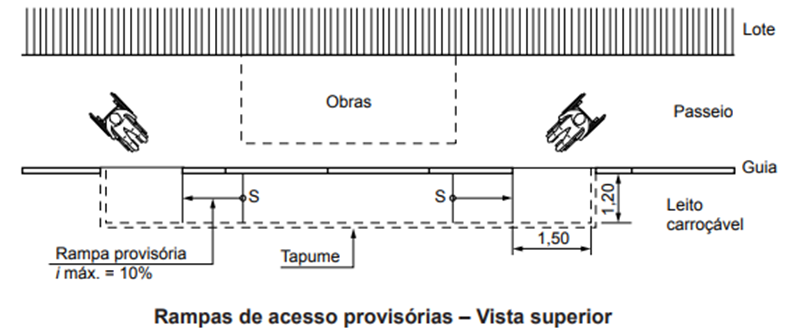 Lote
Obras
Passeio
Guia
S
S
1,20
Leito
carroçável
1,50
Rampa provisória
i máx. = 10%
Tapume
Rampas de acesso provisórias – Vista superior